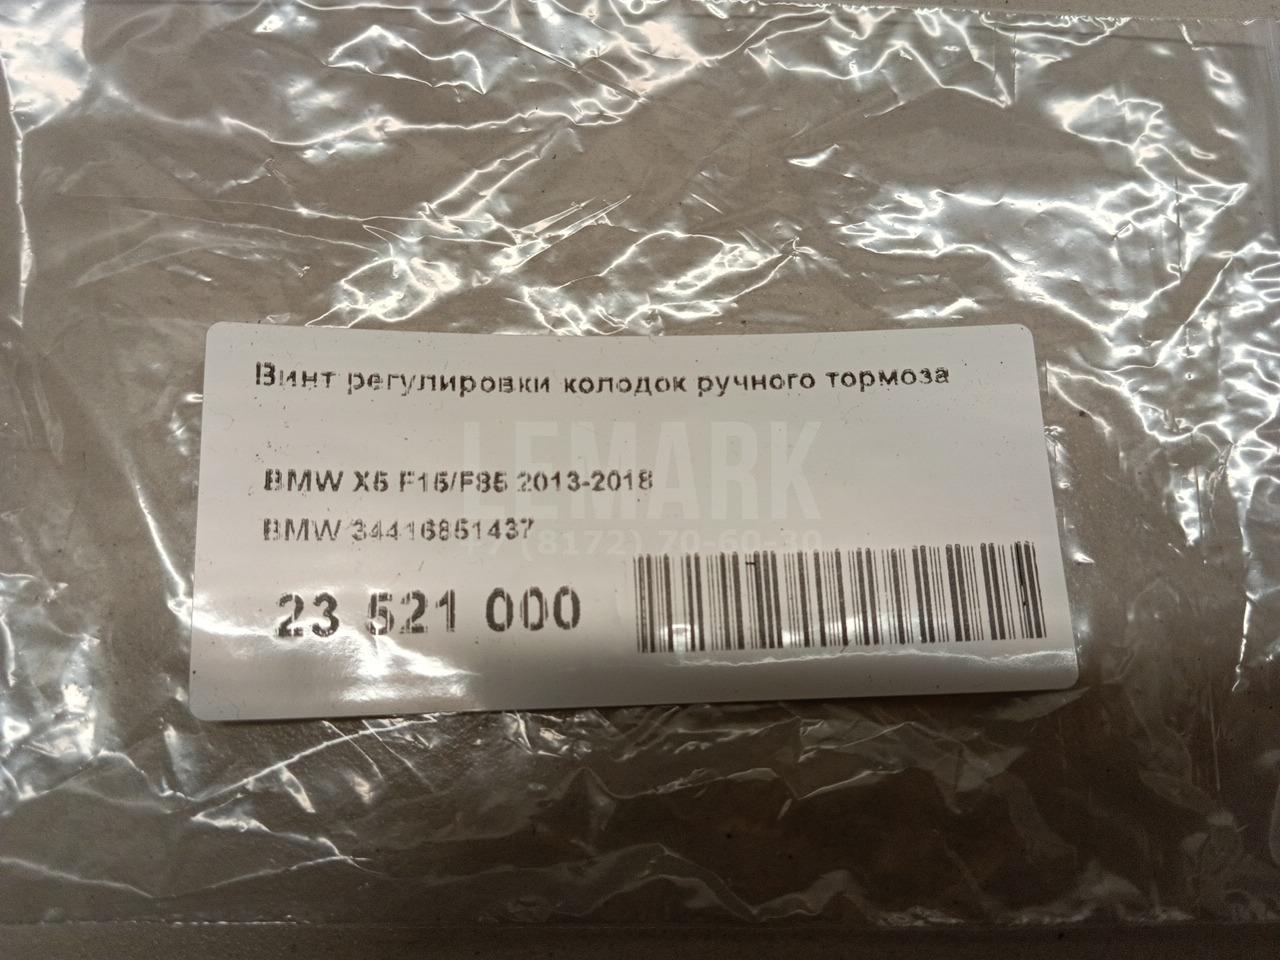 Винт регулировки колодок ручного тормоза
LEMARK
BMW X5 F15/F85 2013-2018
BMW 34416851437
+7 (8172) 70-60-30
23 521 000